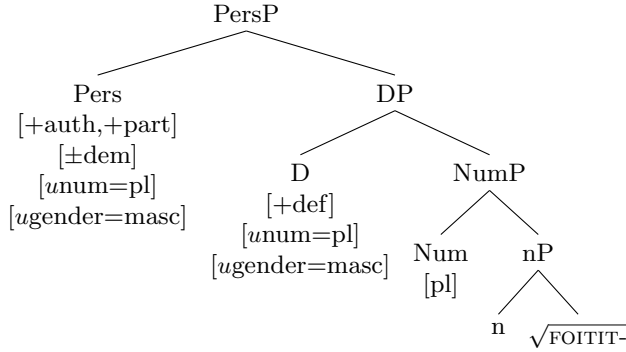 PersP
Pers
[+auth,+part]
[±dem]
[unum=pl]
[ugender=masc]
DP
D
[+def]
[unum=pl]
[ugender=masc]
NumP
Num
[pl]
nP
n
√FOITIT-